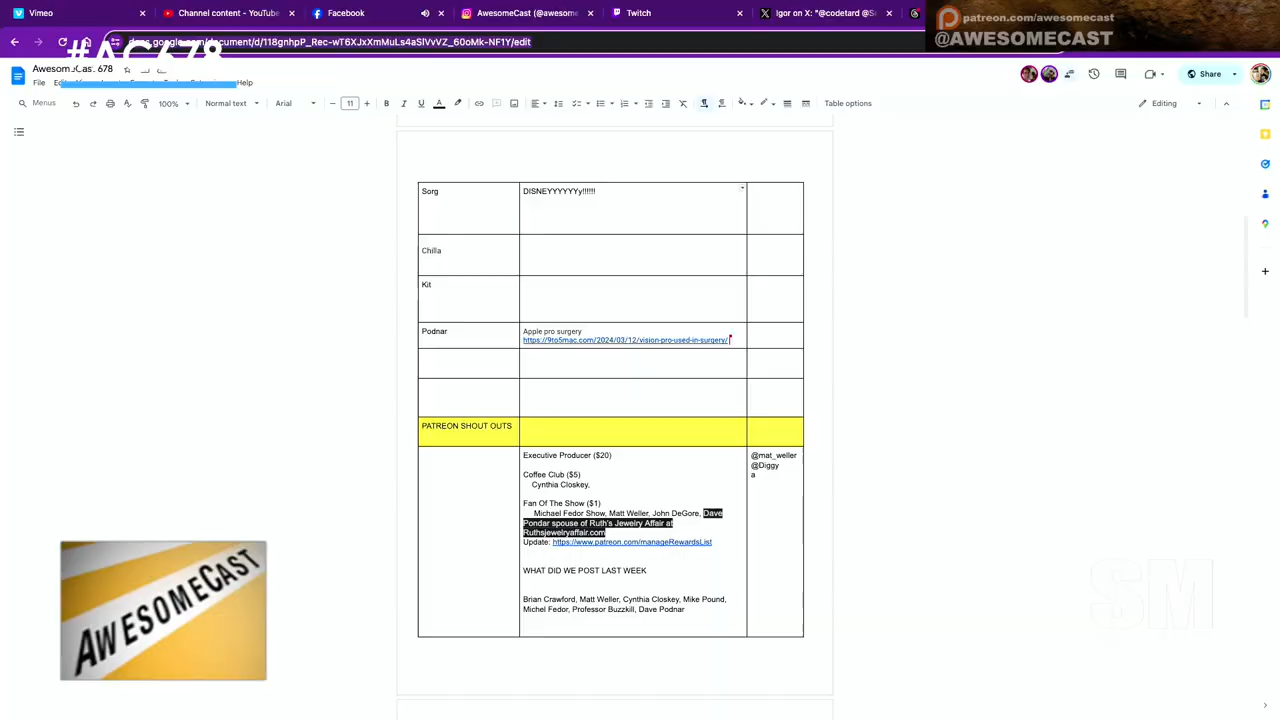 Vimeo
Channel content - YouTube
Facebook
AwesomeCast (@awesome
Twitch
Igor on X: "@codetard @S
patreon.com/awesomecast
@AWESOMECAST
#AC678
Awesom Cast 678
File
Help
Share
Menus
100%
Normal text
Arial
11
Table options
Editing
Sorg
DISNEYYYYYYy!!!!!!
Chilla
Kit
Podnar
Apple pro surgery
https://9to5mac.com/2024/03/12/vision-pro-used-in-surgery/
PATREON SHOUT OUTS
Executive Producer ($20)
@mat_weller
@Diggy
a
Coffee Club ($5)
Cynthia Closkey,
Fan Of The Show ($1)
Michael Fedor Show, Matt Weller, John DeGore, Dave
Pondar spouse of Ruth's Jewelry Affair at
Ruthsjewelryaffair.com
Update: https://www.patreon.com/manageRewardsList
WHAT DID WE POST LAST WEEK
Brian Crawford, Matt Weller, Cynthia Closkey, Mike Pound,
Michel Fedor, Professor Buzzkill, Dave Podnar
AWESOMECAST
SM